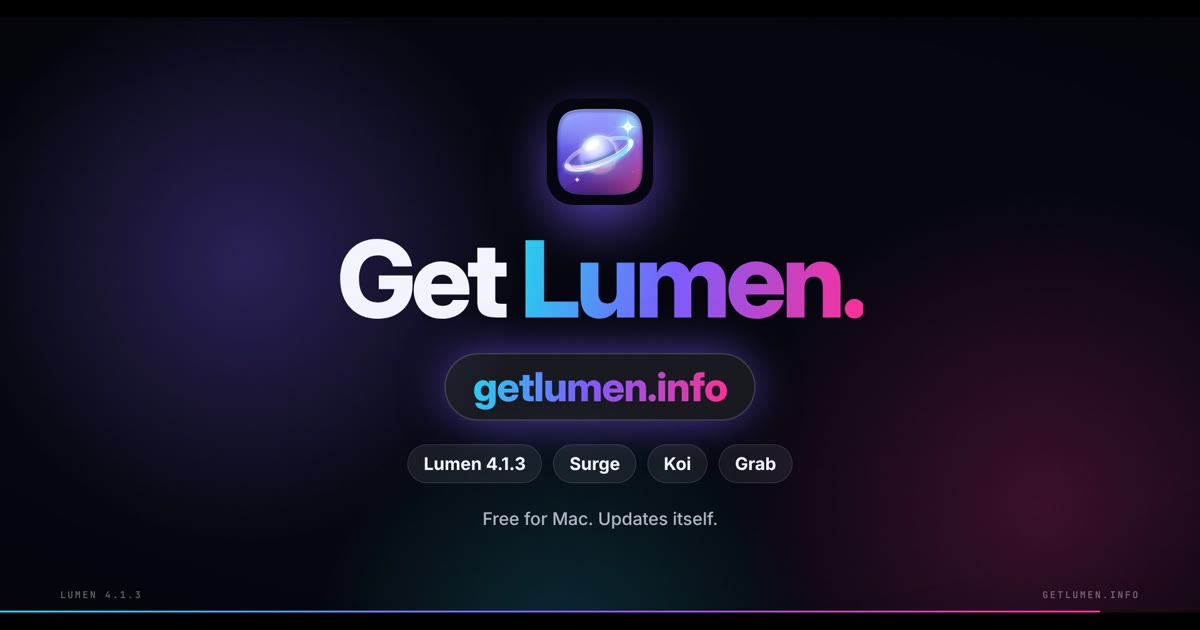 Get Lumen.
getlumen.info
Lumen 4.1.3 Surge Koi Grab
Free for Mac. Updates itself.
LUMEN 4.1.3 GETLUMEN.INFO